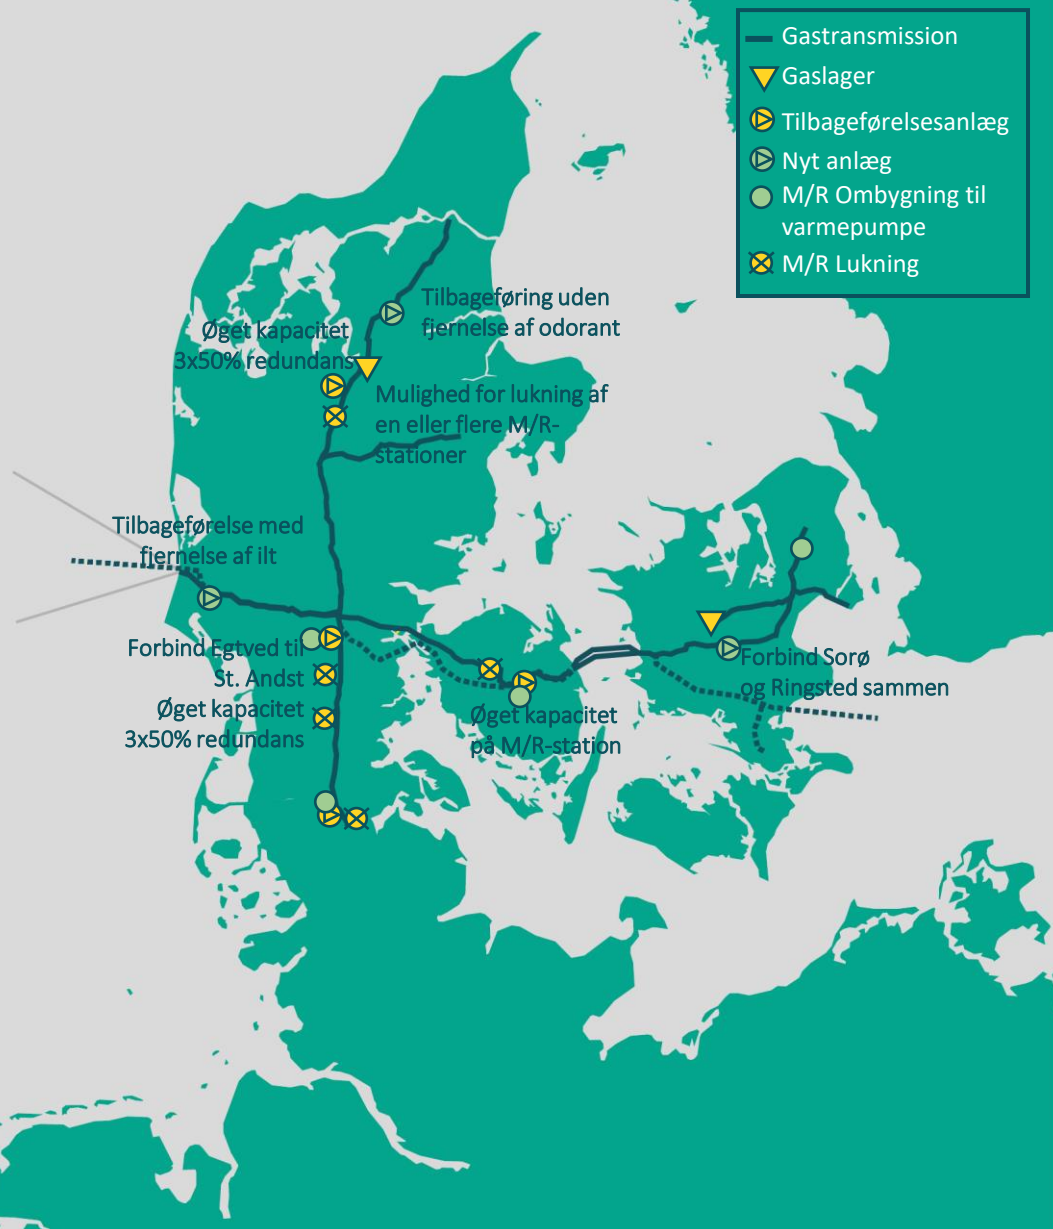 Gastransmission
Gaslager
Tilbageførelsesanlæg
Nyt anlæg
M/R Ombygning til
varmepumpe
M/R Lukning
Tilbageføring uden
fjernelse af odorant
Øget kapacitet
3x50% redundans
Mulighed for lukning af
en eller flere M/R-
stationer
Tilbageførelse med
fjernelse af ilt
Forbind Egtved til
St. Andst
Øget kapacitet
3x50% redundans
Øget kapacitet
på M/R-station
Forbind Sorø
og Ringsted sammen